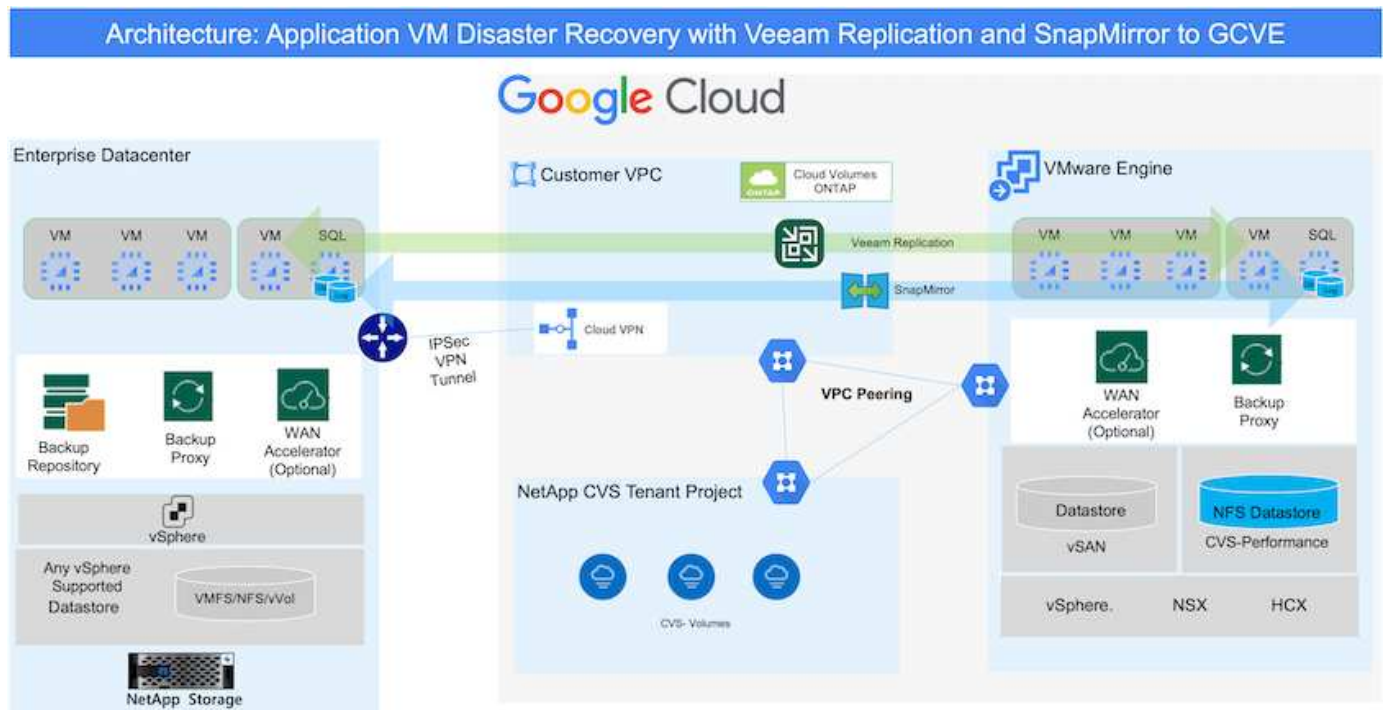 Architecture: Application VM Disaster Recovery with Veeam Replication and SnapMirror to GCVE
Google Cloud
Enterprise Datacenter
VM VM VM VM SQL
IPSec
VPN
Tunnel
Backup
Repository
Backup
Proxy
WAN
Accelerator
(Optional)
vSphere
Any vSphere
Supported
Datastore
VMFS/NFS/vVol
NetApp Storage
Customer VPC
ONTAP
Cloud Volumes
ONTAP
Veeam Replication
SnapMirror
Cloud VPN
VPC Peering
NetApp CVS Tenant Project
CVS- Volumes
VMware Engine
VM VM VM VM SQL
WAN
Accelerator
(Optional)
Backup
Proxy
Datastore
vSAN
NFS Datastore
CVS-Performance
vSphere. NSX HCX